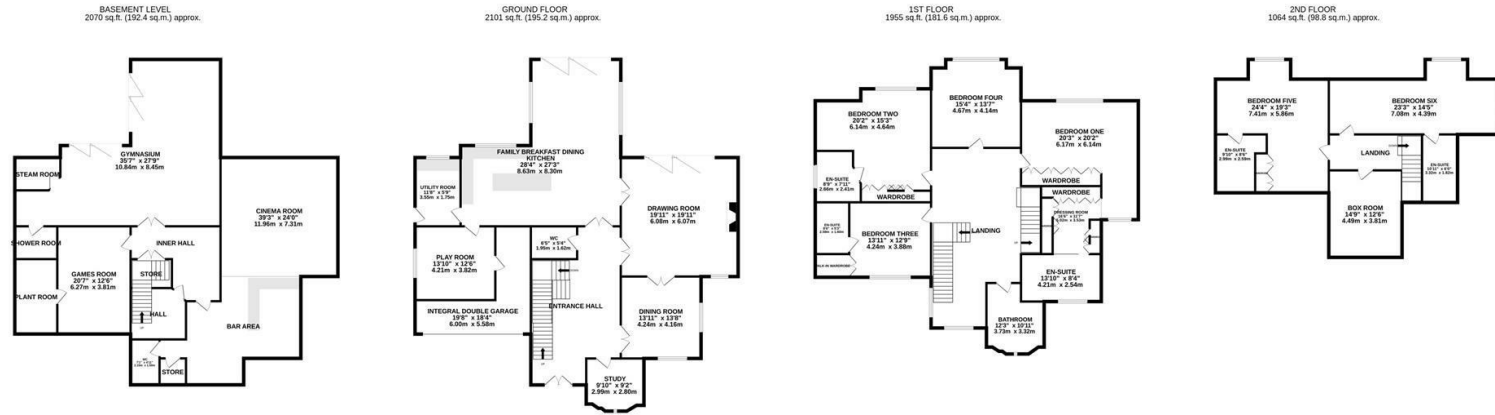 BASEMENT LEVEL
2070 sq.ft. (192.4 sq.m.) approx.
GYMNASIUM
35'7" x 27'9"
10.84m x 8.45m
STEAM ROOM
CINEMA ROOM
39'3" x 24'0"
11.96m x 7.31m
SHOWER ROOM
INNER HALL
GAMES ROOM
20'7" x 12'6"
6.27m x 3.81m
STORE
PLANT ROOM
HALL
UP
BAR AREA
WC
STORE
GROUND FLOOR
2101 sq.ft. (195.2 sq.m.) approx.
FAMILY BREAKFAST DINING
KITCHEN
28'4" x 27'3"
8.63m x 8.30m
UTILITY ROOM
11'8" x 5'9"
3.55m x 1.75m
DRAWING ROOM
19'11" x 19'11"
6.08m x 6.07m
WC
6'5" x 5'4"
1.95m x 1.62m
PLAY ROOM
13'10" x 12'6"
4.21m x 3.82m
ENTRANCE HALL
INTEGRAL DOUBLE GARAGE
19'8" x 18'4"
6.00m x 5.58m
DINING ROOM
13'11" x 13'8"
4.24m x 4.16m
UP
STUDY
9'10" x 9'2"
2.99m x 2.80m
1ST FLOOR
1955 sq.ft. (181.6 sq.m.) approx.
BEDROOM FOUR
15'4" x 13'7"
4.67m x 4.14m
BEDROOM TWO
20'2" x 15'3"
6.14m x 4.64m
BEDROOM ONE
20'3" x 20'2"
6.17m x 6.14m
EN-SUITE
8'9" x 7'11"
2.66m x 2.41m
WARDROBE
WARDROBE
WARDROBE
DRESSING ROOM
EN-SUITE
BEDROOM THREE
13'11" x 12'9"
4.24m x 3.88m
LANDING
UP
WALK IN WARDROBE
EN-SUITE
13'10" x 8'4"
4.21m x 2.54m
BATHROOM
12'3" x 10'11"
3.73m x 3.32m
2ND FLOOR
1064 sq.ft. (98.8 sq.m.) approx.
BEDROOM FIVE
24'4" x 19'3"
7.41m x 5.86m
BEDROOM SIX
23'3" x 14'5"
7.08m x 4.39m
EN-SUITE
LANDING
EN-SUITE
BOX ROOM
14'9" x 12'6"
4.49m x 3.81m